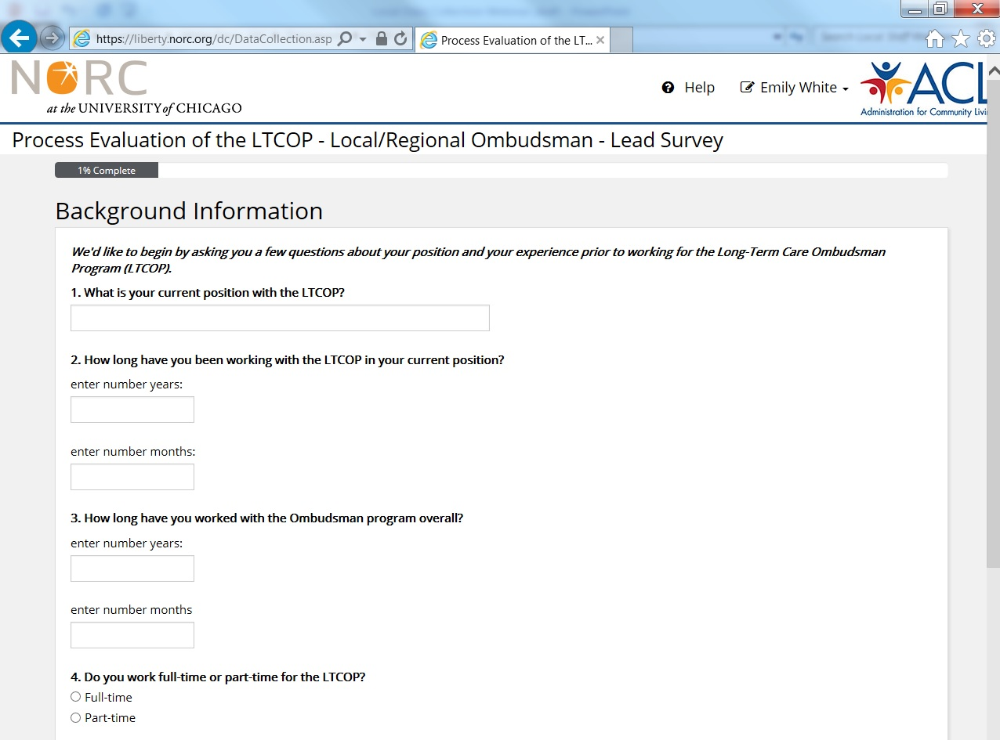 https://liberty.norc.org/dc/DataCollection.asp
Process Evaluation of the LT...
NORC
at the UNIVERSITY of CHICAGO
Help
Emily White
ACL
Administration for Community Livi
Process Evaluation of the LTCOP - Local/Regional Ombudsman - Lead Survey
1% Complete
Background Information
We'd like to begin by asking you a few questions about your position and your experience prior to working for the Long-Term Care Ombudsman
Program (LTCOP).
1. What is your current position with the LTCOP?
2. How long have you been working with the LTCOP in your current position?
enter number years:
enter number months:
3. How long have you worked with the Ombudsman program overall?
enter number years:
enter number months
4. Do you work full-time or part-time for the LTCOP?
Full-time
Part-time